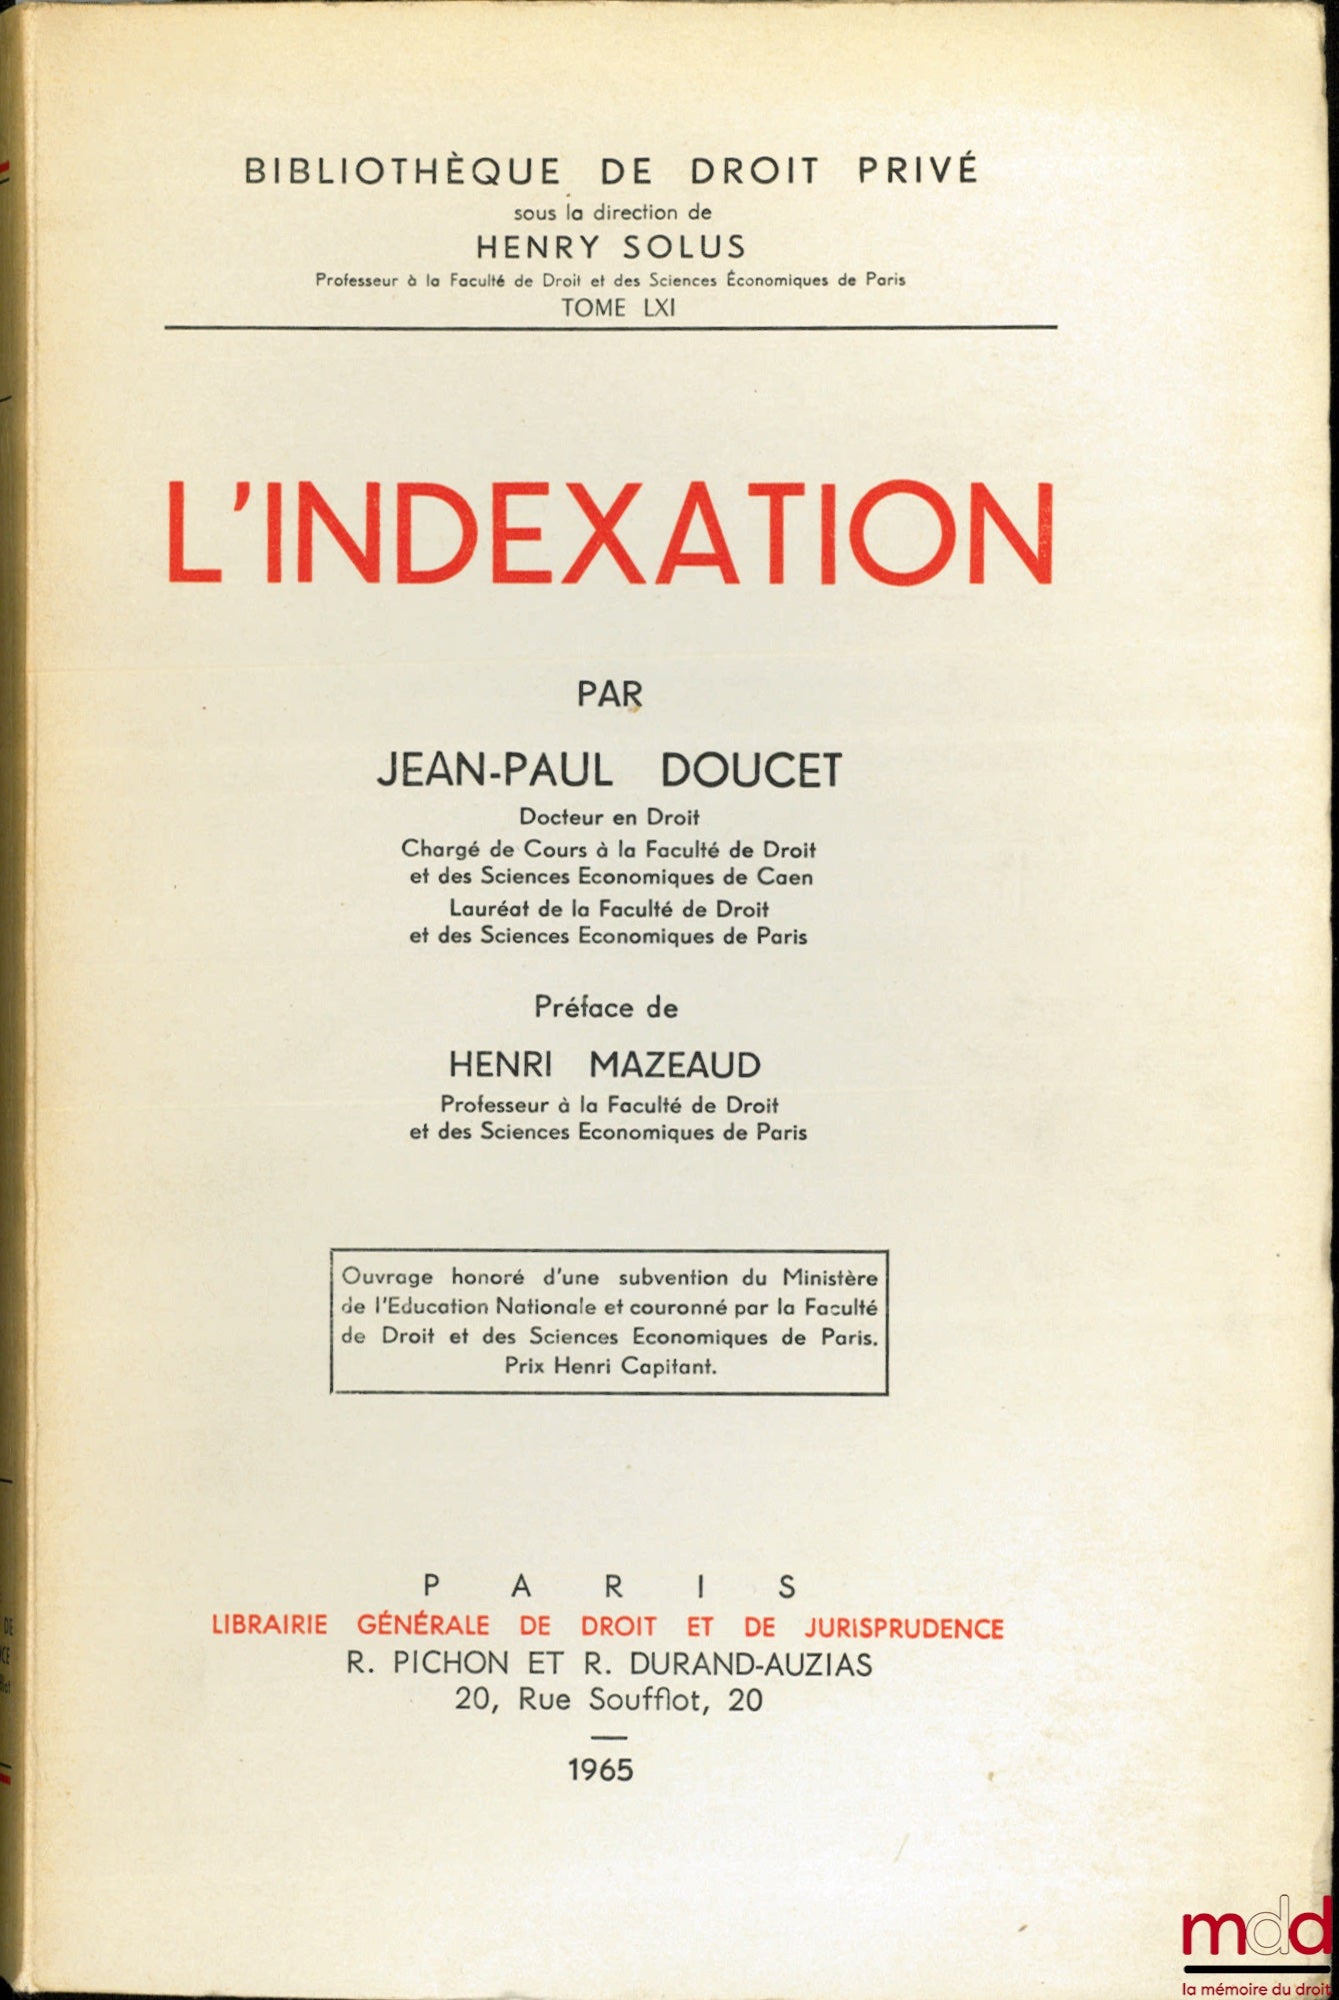 BIBLIOTHÈQUE DE DROIT PRIVÉ
sous la direction de
HENRY SOLUS
Professeur à la Faculté de Droit et des Sciences Économiques de Paris
TOME LXI
L'INDEXATION
PAR
JEAN-PAUL DOUCET
Docteur en Droit
Chargé de Cours à la Faculté de Droit
et des Sciences Economiques de Caen
Lauréat de la Faculté de Droit
et des Sciences Economiques de Paris
Préface de
HENRI MAZEAUD
Professeur à la Faculté de Droit
et des Sciences Economiques de Paris
Ouvrage honoré d'une subvention du Ministère
de l'Education Nationale et couronné par la Faculté
de Droit et des Sciences Economiques de Paris.
Prix Henri Capitant.
PARIS
LIBRAIRIE GÉNÉRALE DE DROIT ET DE JURISPRUDENCE
R. PICHON ET R. DURAND-AUZIAS
20, Rue Soufflot, 20
1965
mdd
la mémoire du droit